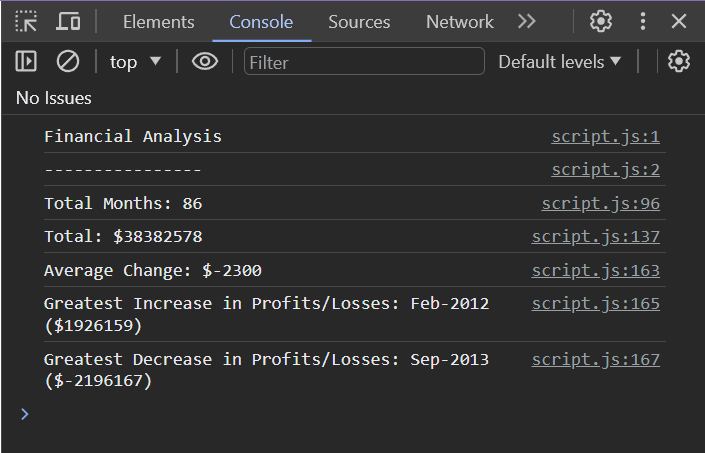 Elements Console Sources Network
top Filter Default levels
No Issues
Financial Analysis script.js:1
---------------- script.js:2
Total Months: 86 script.js:96
Total: $38382578 script.js:137
Average Change: $-2300 script.js:163
Greatest Increase in Profits/Losses: Feb-2012 script.js:165
($1926159)
Greatest Decrease in Profits/Losses: Sep-2013 script.js:167
($-2196167)